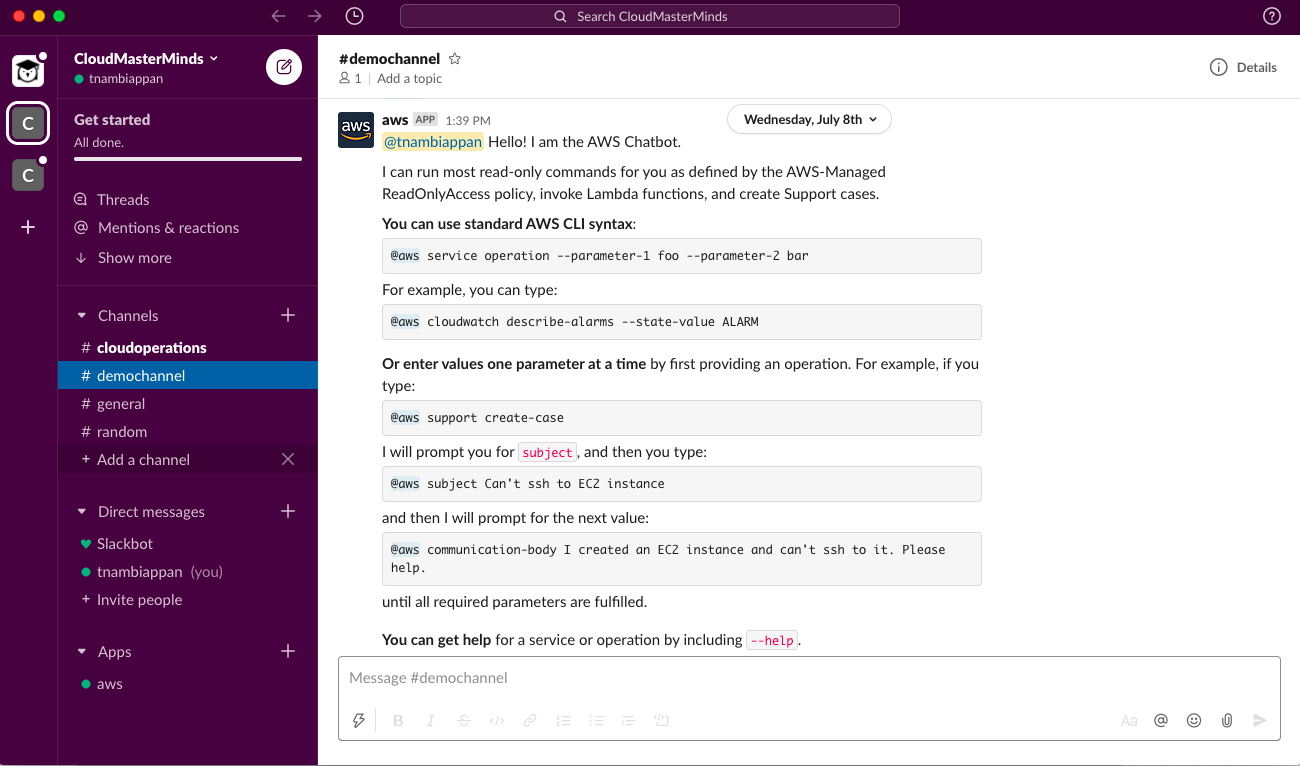 Search CloudMasterMinds
CloudMasterMinds
tnambiappan
C
C
Get started
All done.
Threads
Mentions & reactions
Show more
Channels
# cloudoperations
# demochannel
# general
# random
+ Add a channel
Direct messages
Slackbot
tnambiappan (you)
+ Invite people
Apps
aws
#demochannel
1 | Add a topic
Details
Wednesday, July 8th
aws
aws APP 1:39 PM
@tnambiappan Hello! I am the AWS Chatbot.
I can run most read-only commands for you as defined by the AWS-Managed
ReadOnlyAccess policy, invoke Lambda functions, and create Support cases.
You can use standard AWS CLI syntax:
@aws service operation --parameter-1 foo --parameter-2 bar
For example, you can type:
@aws cloudwatch describe-alarms --state-value ALARM
Or enter values one parameter at a time by first providing an operation. For example, if you
type:
@aws support create-case
I will prompt you for subject, and then you type:
@aws subject Can't ssh to EC2 instance
and then I will prompt for the next value:
@aws communication-body I created an EC2 instance and can't ssh to it. Please
help.
until all required parameters are fulfilled.
You can get help for a service or operation by including --help.
Message #demochannel
B I S </> Aa @